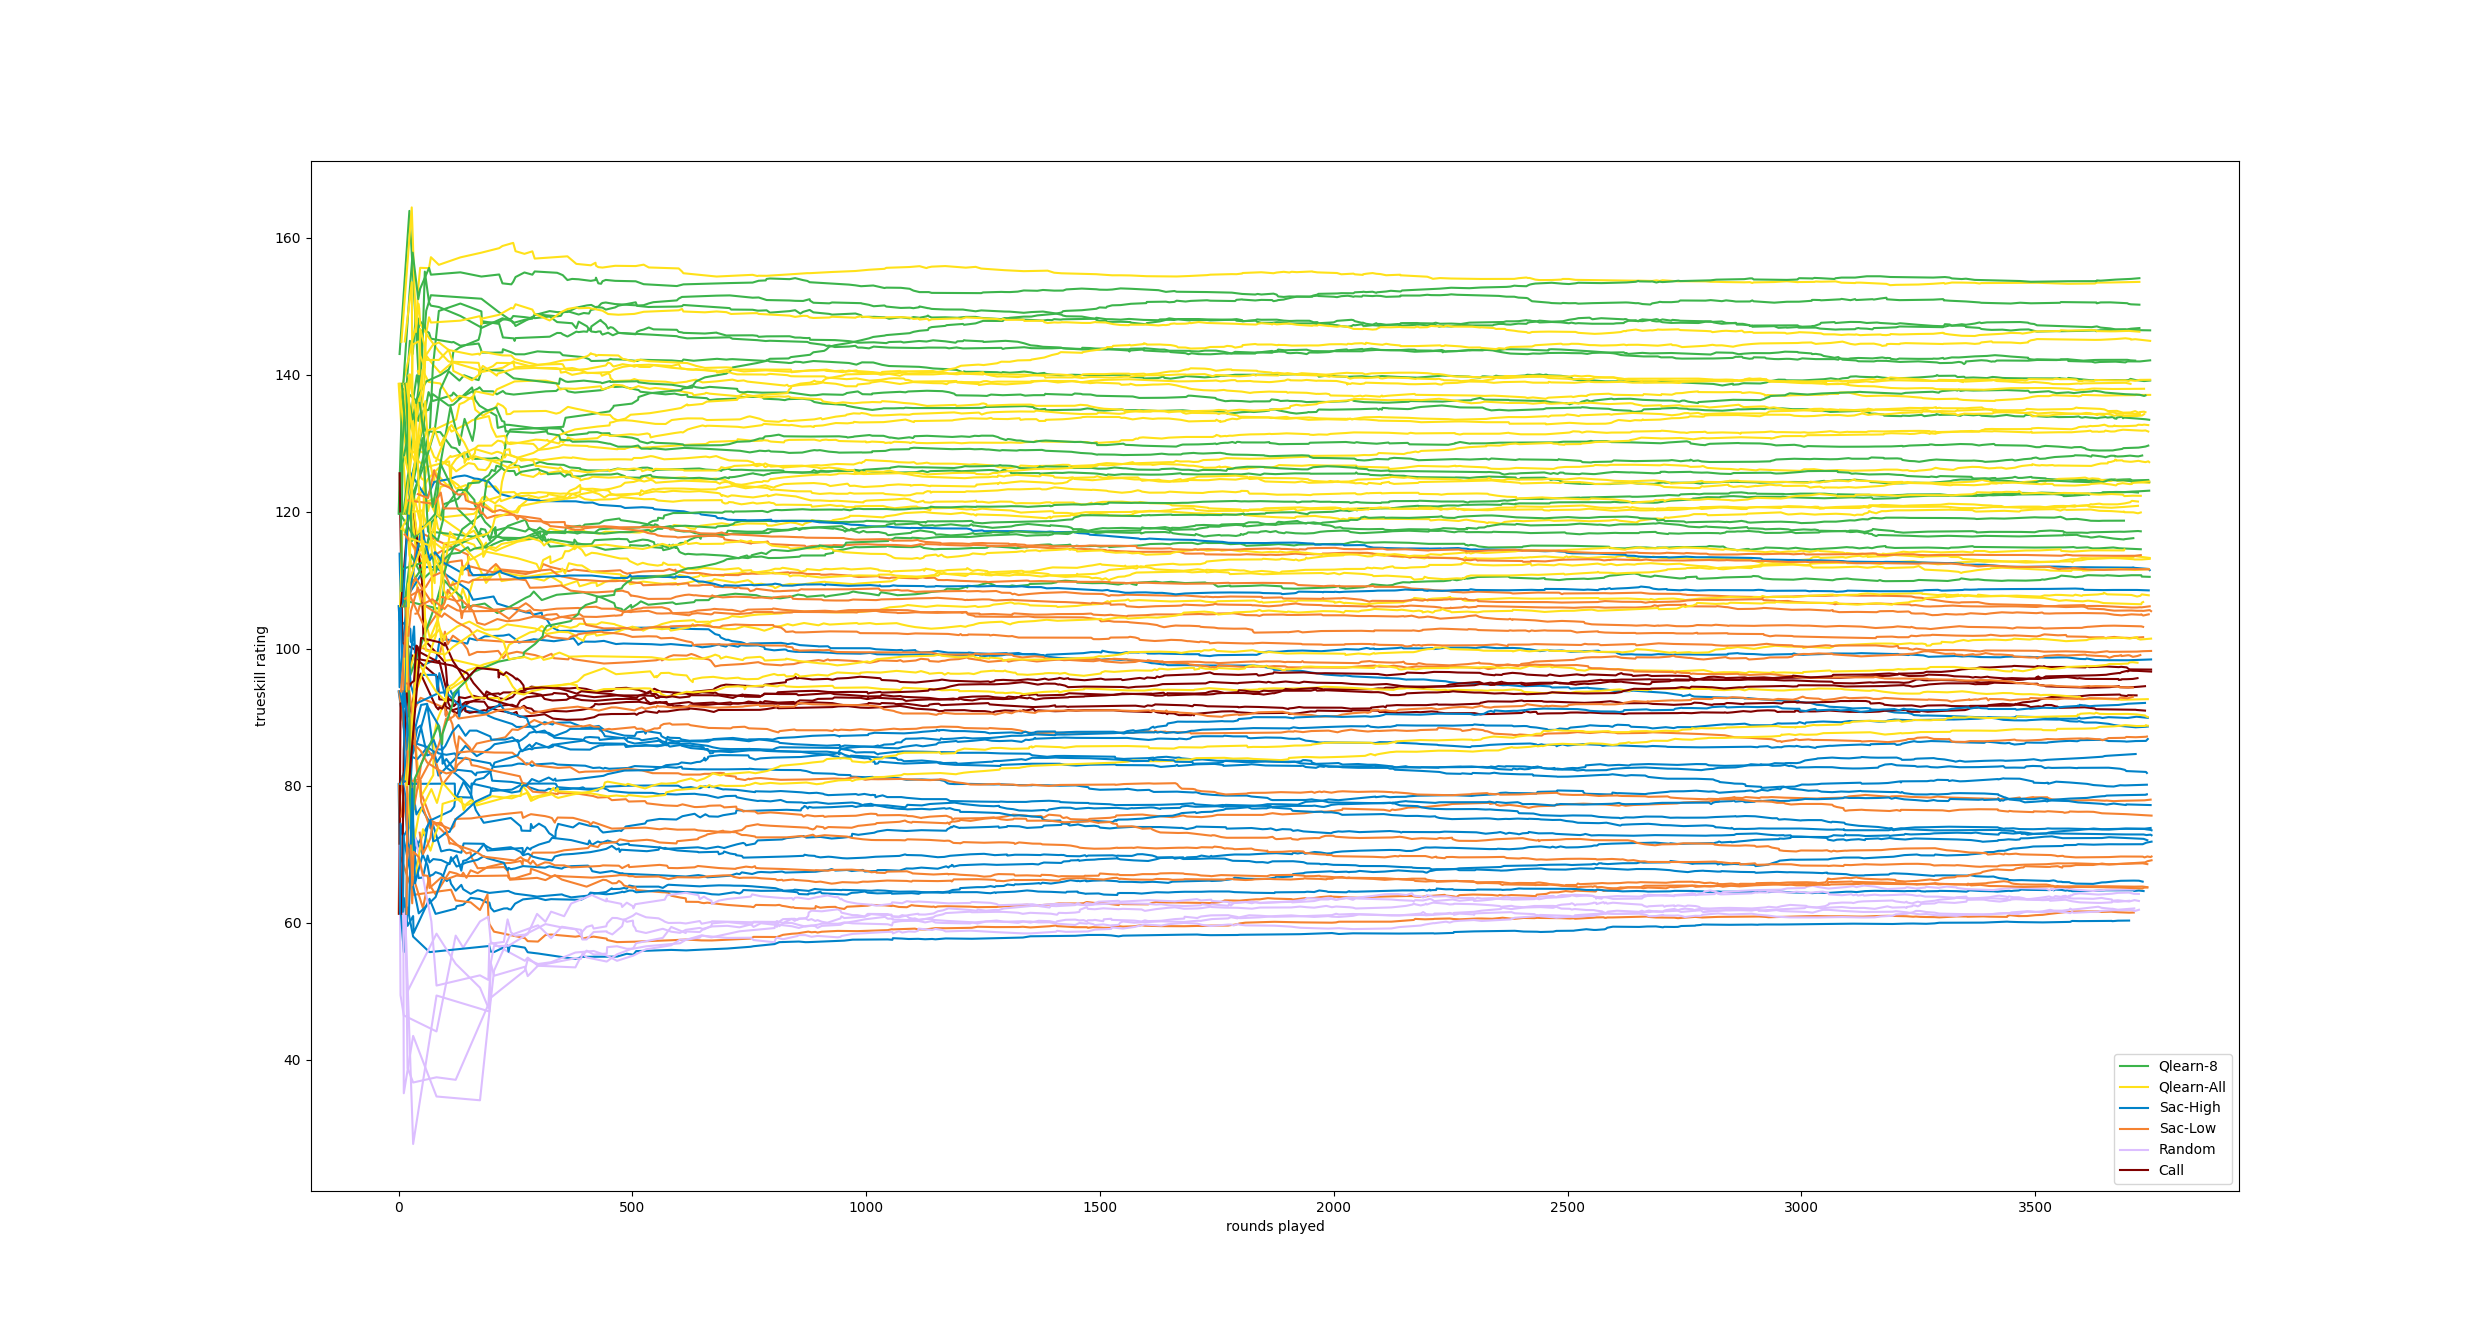 160
140
120
100
80
60
40
trueskill rating
0 500 1000 1500 2000 2500 3000 3500
rounds played
Qlearn-8
Qlearn-All
Sac-High
Sac-Low
Random
Call